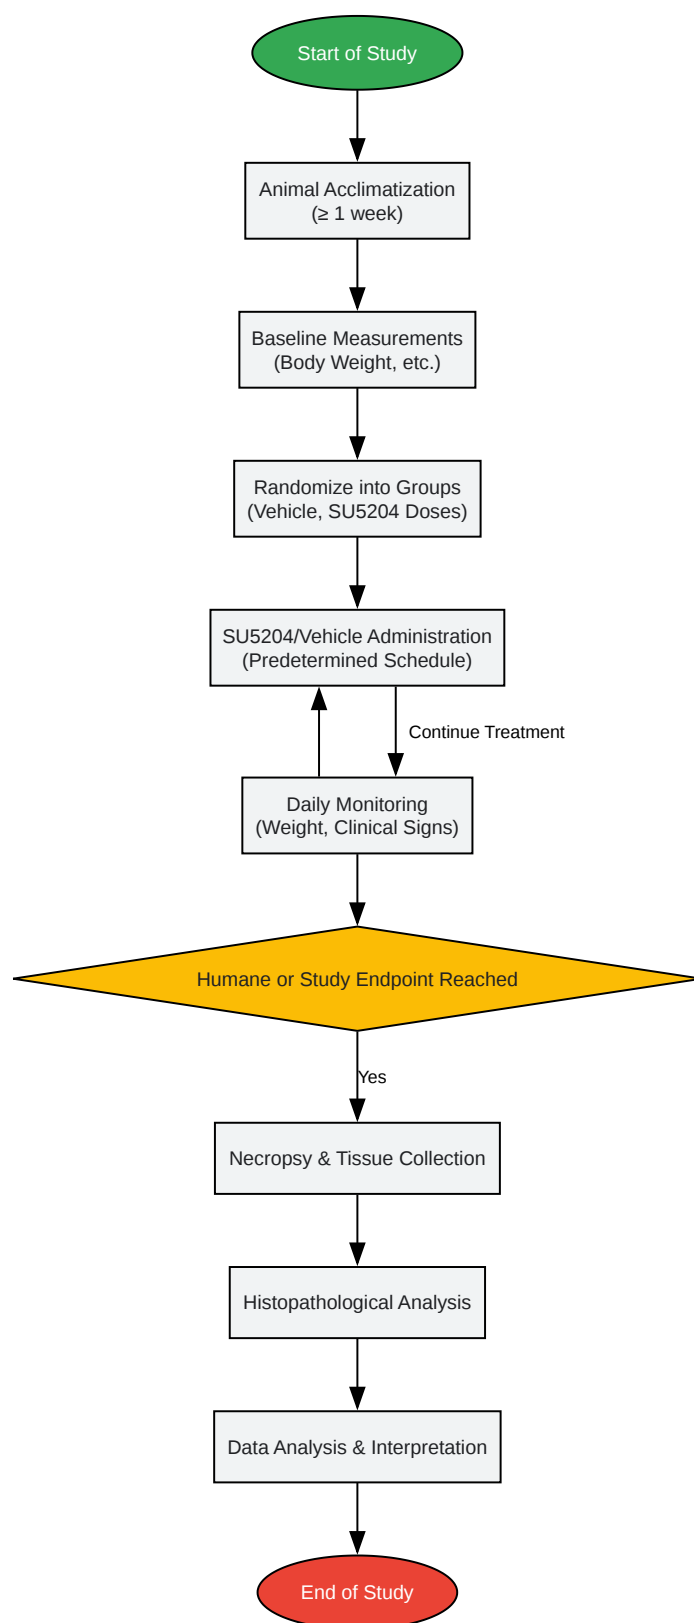 Start of Study
Animal Acclimatization
(≥ 1 week)
Baseline Measurements
(Body Weight, etc.)
Randomize into Groups
(Vehicle, SU5204 Doses)
SU5204/Vehicle Administration
(Predetermined Schedule)
Continue Treatment
Daily Monitoring
(Weight, Clinical Signs)
Humane or Study Endpoint Reached
Yes
Necropsy & Tissue Collection
Histopathological Analysis
Data Analysis & Interpretation
End of Study